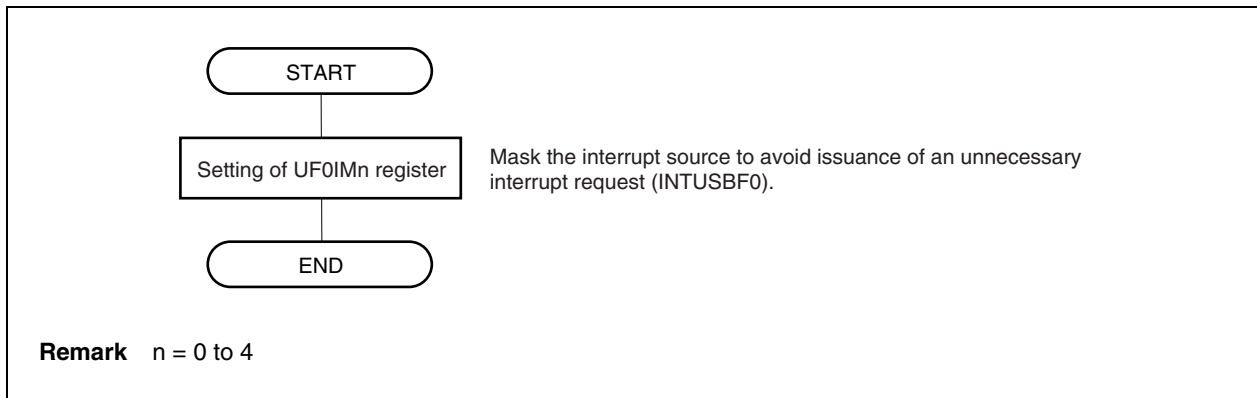 START
Setting of UF0IMn register
Mask the interrupt source to avoid issuance of an unnecessary
interrupt request (INTUSBF0).
END
Remark n = 0 to 4